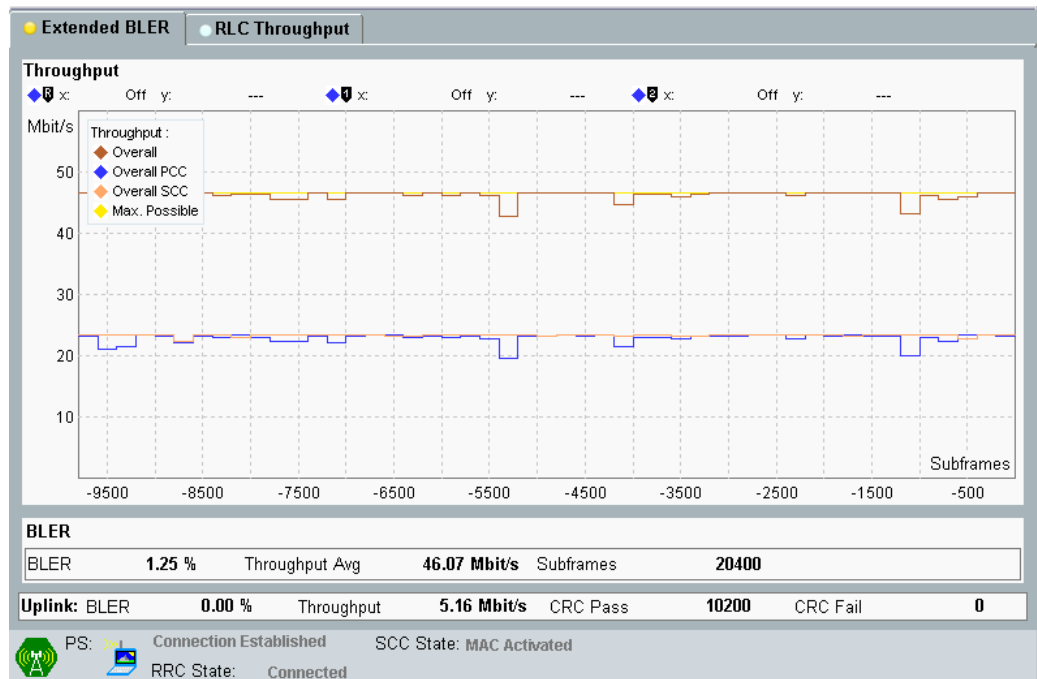 Extended BLER RLC Throughput
Throughput
R x: Off y: --- 1 x: Off y: --- 2 x: Off y: ---
Mbit/s
Throughput :
Overall
Overall PCC
Overall SCC
Max. Possible
50
40
30
20
10
Subframes
-9500 -8500 -7500 -6500 -5500 -4500 -3500 -2500 -1500 -500
BLER
BLER 1.25 % Throughput Avg 46.07 Mbit/s Subframes 20400
Uplink: BLER 0.00 % Throughput 5.16 Mbit/s CRC Pass 10200 CRC Fail 0
PS: Connection Established SCC State: MAC Activated
RRC State: Connected